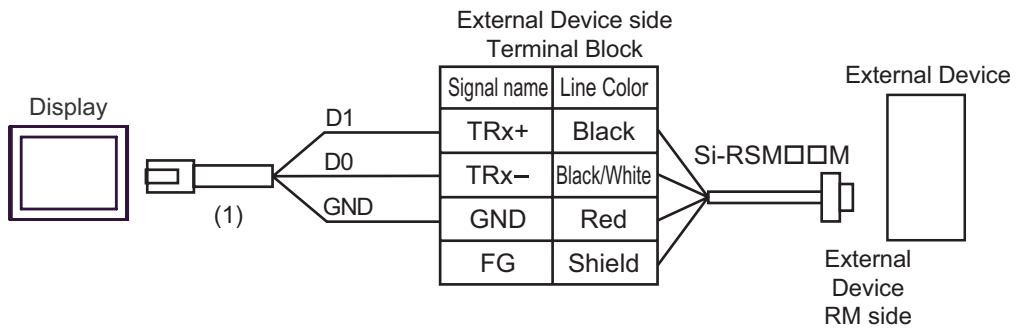 External Device side
Terminal Block
Signal name Line Color
External Device
Display
D1
TRx+ Black
D0
TRx− Black/White
Si-RSM□□M
(1)
GND
GND Red
FG Shield
External
Device
RM side